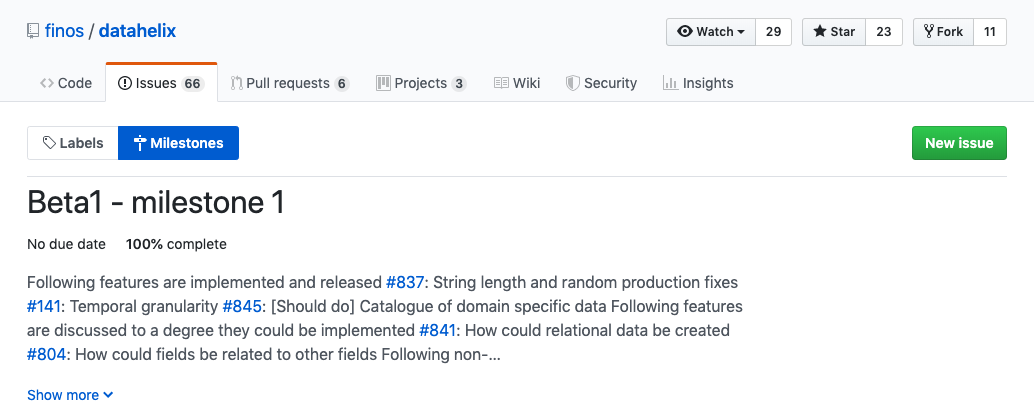 finos / datahelix
Watch 29 Star 23 Fork 11
Code Issues 66 Pull requests 6 Projects 3 Wiki Security Insights
Labels Milestones New issue
Beta1 - milestone 1
No due date 100% complete
Following features are implemented and released #837: String length and random production fixes
#141: Temporal granularity #845: [Should do] Catalogue of domain specific data Following features
are discussed to a degree they could be implemented #841: How could relational data be created
#804: How could fields be related to other fields Following non-...
Show more